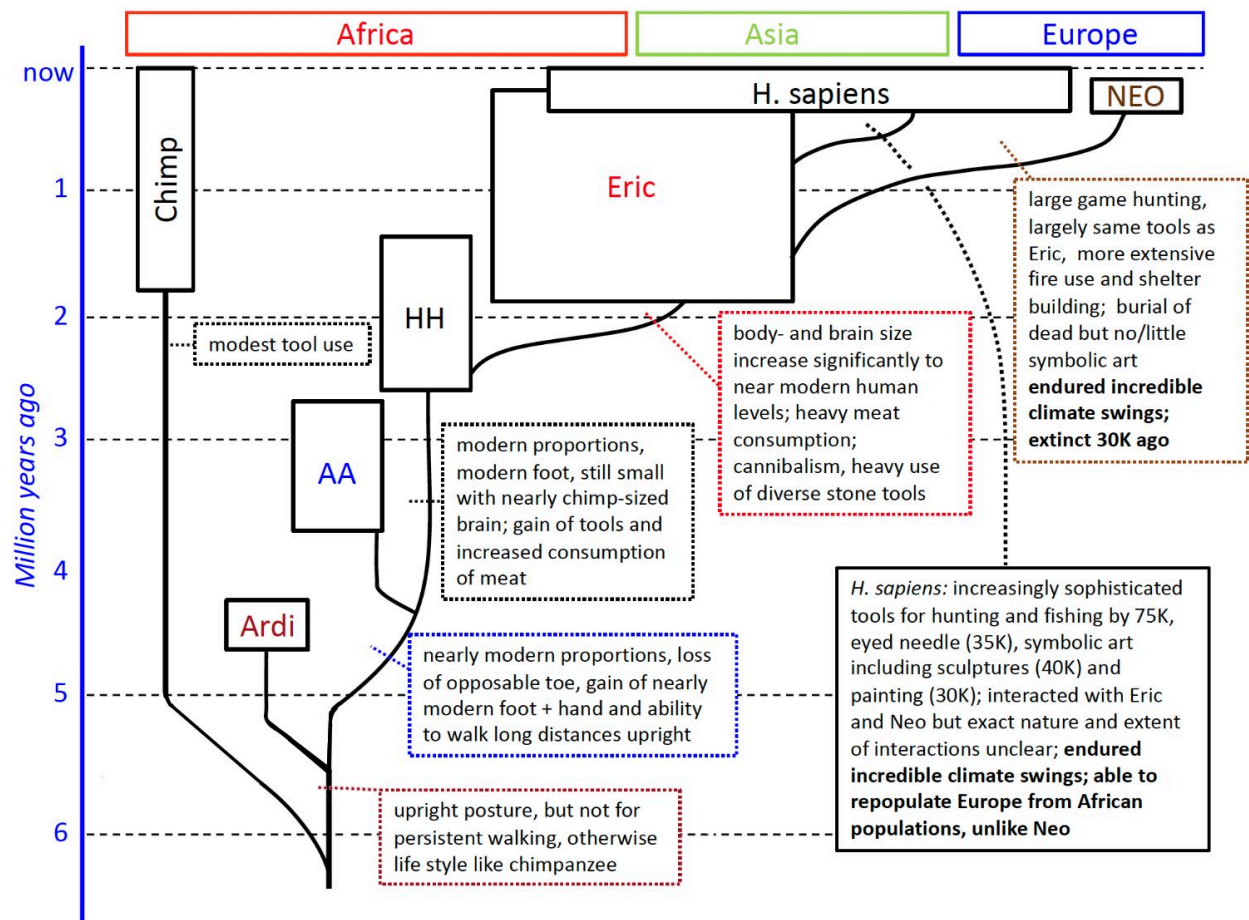 Africa
Asia
Europe
now
1
2
3
4
5
6
Million years ago
Chimp
H. sapiens
NEO
Eric
HH
AA
Ardi
modest tool use
large game hunting,
largely same tools as
Eric, more extensive
fire use and shelter
building; burial of
dead but no/little
symbolic art
endured incredible
climate swings;
extinct 30K ago
body- and brain size
increase significantly to
near modern human
levels; heavy meat
consumption;
cannibalism, heavy use
of diverse stone tools
modern proportions,
modern foot, still small
with nearly chimp-sized
brain; gain of tools and
increased consumption
of meat
nearly modern proportions, loss
of opposable toe, gain of nearly
modern foot + hand and ability
to walk long distances upright
upright posture, but not for
persistent walking, otherwise
life style like chimpanzee
H. sapiens: increasingly sophisticated
tools for hunting and fishing by 75K,
eyed needle (35K), symbolic art
including sculptures (40K) and
painting (30K); interacted with Eric
and Neo but exact nature and extent
of interactions unclear; endured
incredible climate swings; able to
repopulate Europe from African
populations, unlike Neo